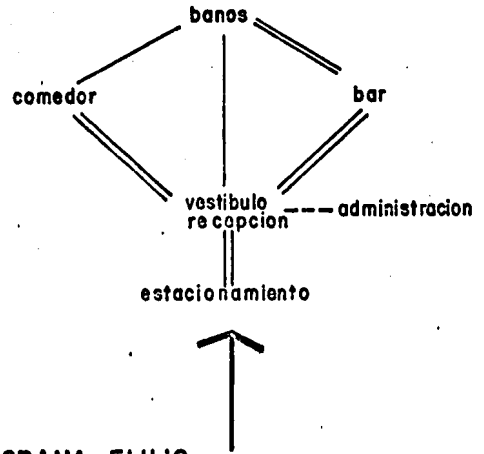 banos
comedor
bar
vestibulo
recepcion
administracion
estacionamiento